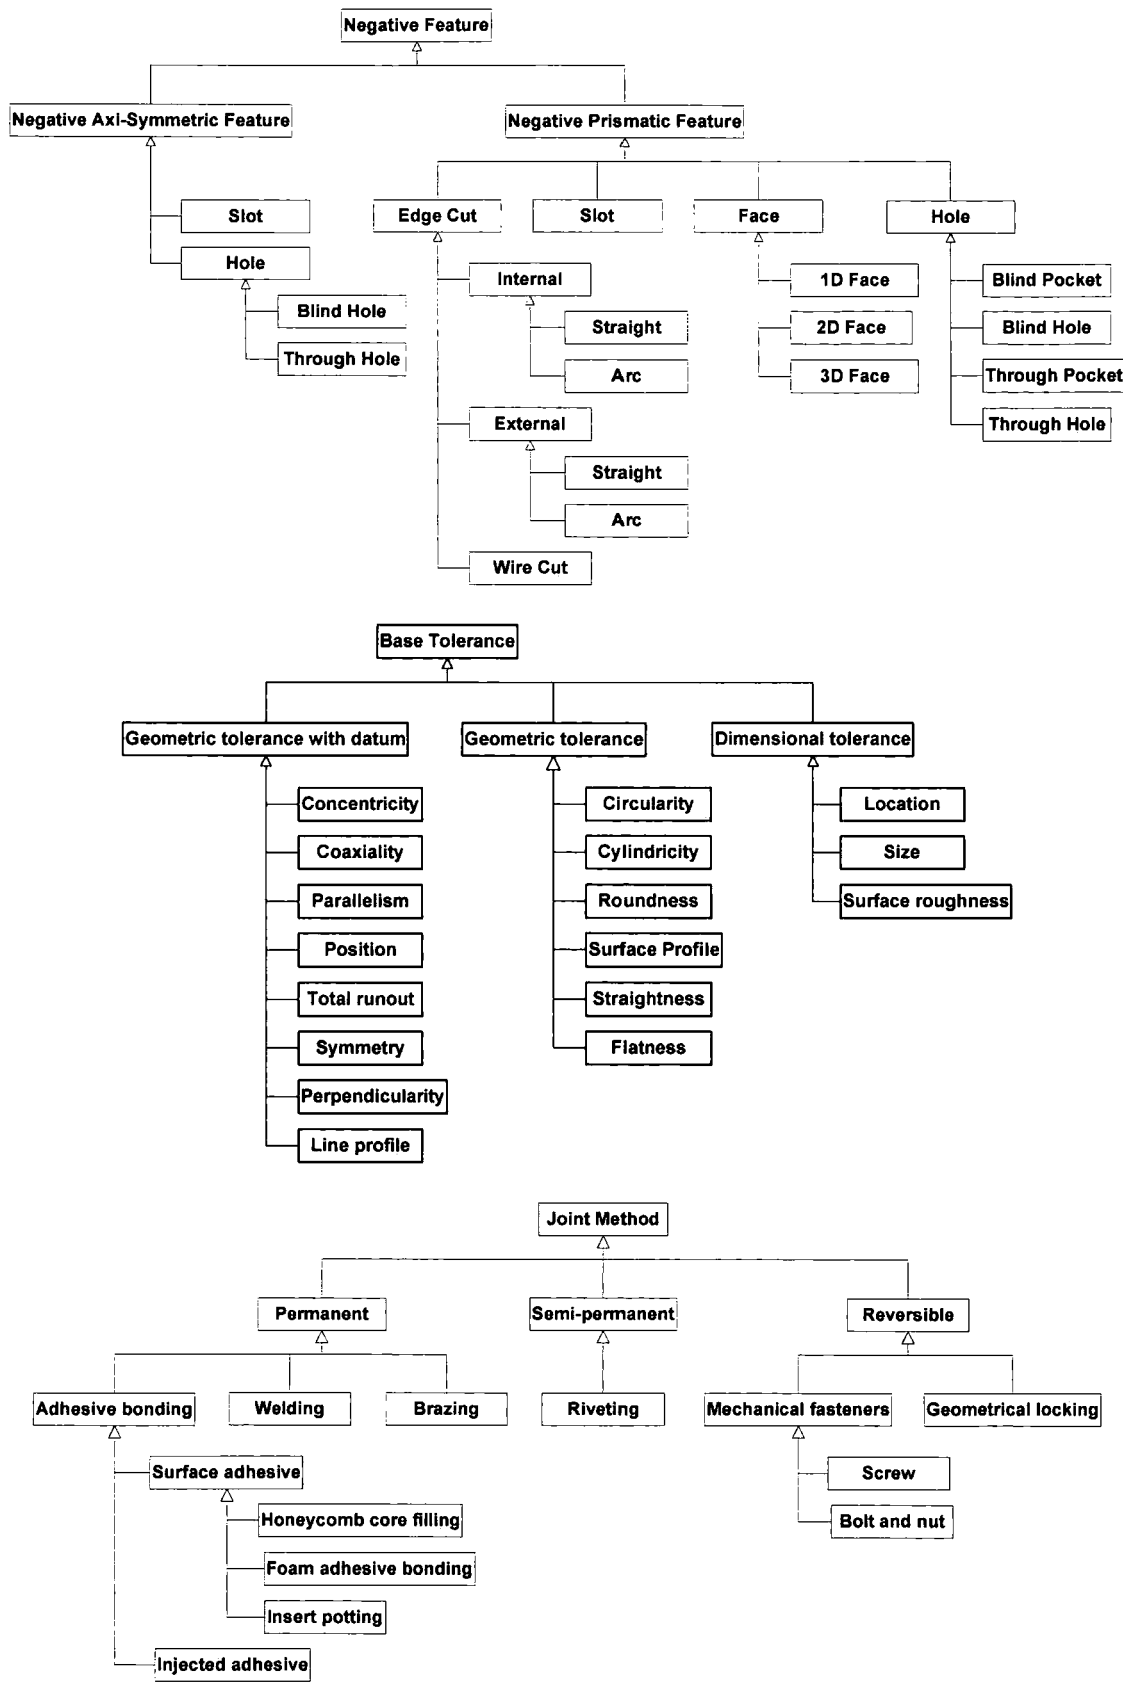 Negative Feature
Negative Axi-Symmetric Feature
Negative Prismatic Feature
Slot
Hole
Blind Hole
Through Hole
Edge Cut
Slot
Face
Hole
Internal
Straight
Arc
External
Straight
Arc
Wire Cut
1D Face
2D Face
3D Face
Blind Pocket
Blind Hole
Through Pocket
Through Hole
Base Tolerance
Geometric tolerance with datum
Geometric tolerance
Dimensional tolerance
Concentricity
Coaxiality
Parallelism
Position
Total runout
Symmetry
Perpendicularity
Line profile
Circularity
Cylindricity
Roundness
Surface Profile
Straightness
Flatness
Location
Size
Surface roughness
Joint Method
Permanent
Semi-permanent
Reversible
Adhesive bonding
Welding
Brazing
Riveting
Mechanical fasteners
Geometrical locking
Surface adhesive
Honeycomb core filling
Foam adhesive bonding
Insert potting
Injected adhesive
Screw
Bolt and nut